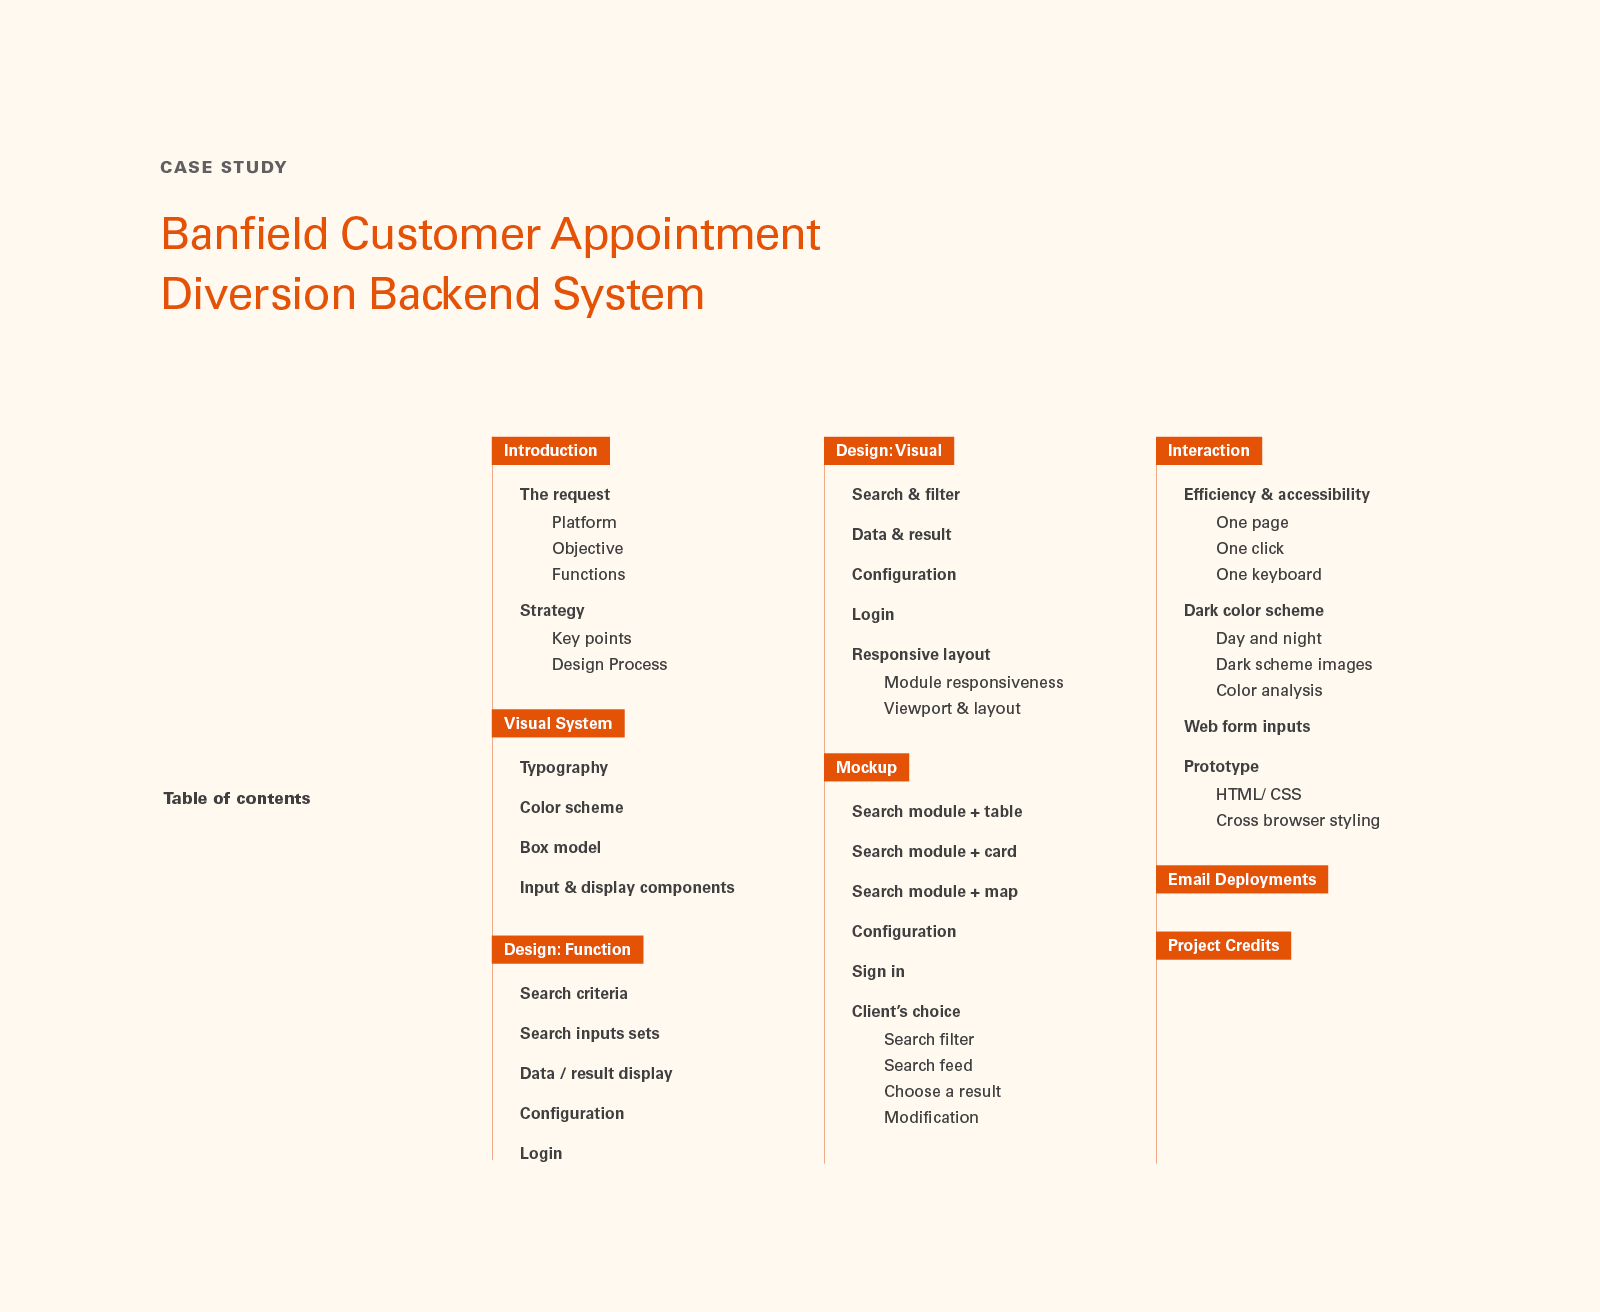 CASE STUDY
Banfield Customer Appointment
Diversion Backend System
Table of contents
Introduction
The request
Platform
Objective
Functions
Strategy
Key points
Design Process
Visual System
Typography
Color scheme
Box model
Input & display components
Design: Function
Search criteria
Search inputs sets
Data / result display
Configuration
Login
Design: Visual
Search & filter
Data & result
Configuration
Login
Responsive layout
Module responsiveness
Viewport & layout
Mockup
Search module + table
Search module + card
Search module + map
Configuration
Sign in
Client’s choice
Search filter
Search feed
Choose a result
Modification
Interaction
Efficiency & accessibility
One page
One click
One keyboard
Dark color scheme
Day and night
Dark scheme images
Color analysis
Web form inputs
Prototype
HTML/ CSS
Cross browser styling
Email Deployments
Project Credits